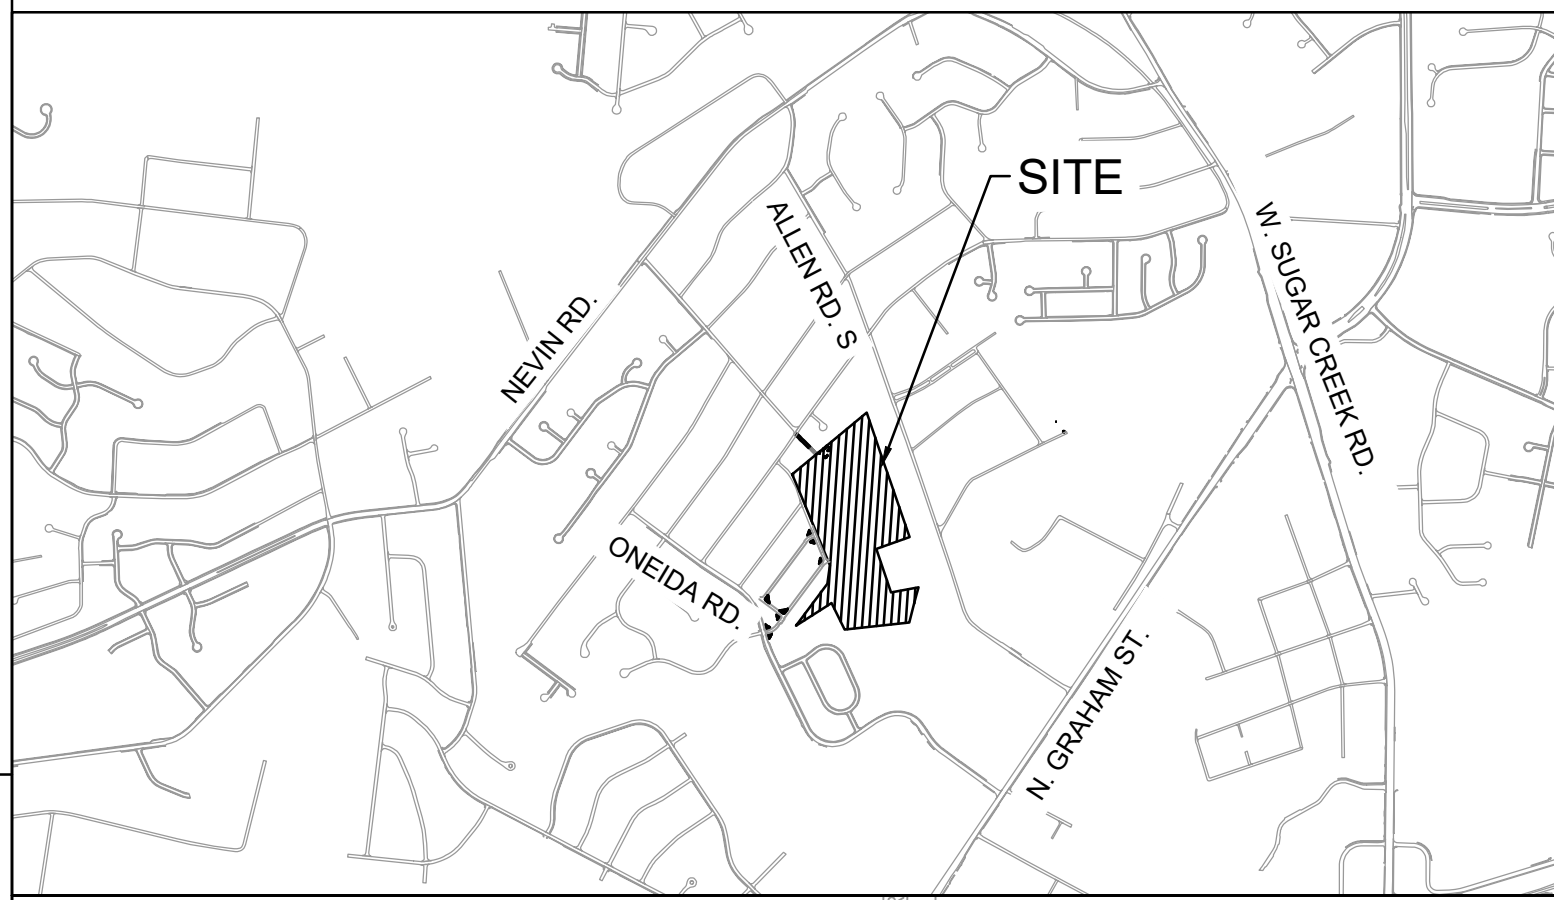 SITE
ALLEN RD. S
W. SUGAR CREEK RD.
NEVIN RD.
ONEIDA RD.
N. GRAHAM ST.